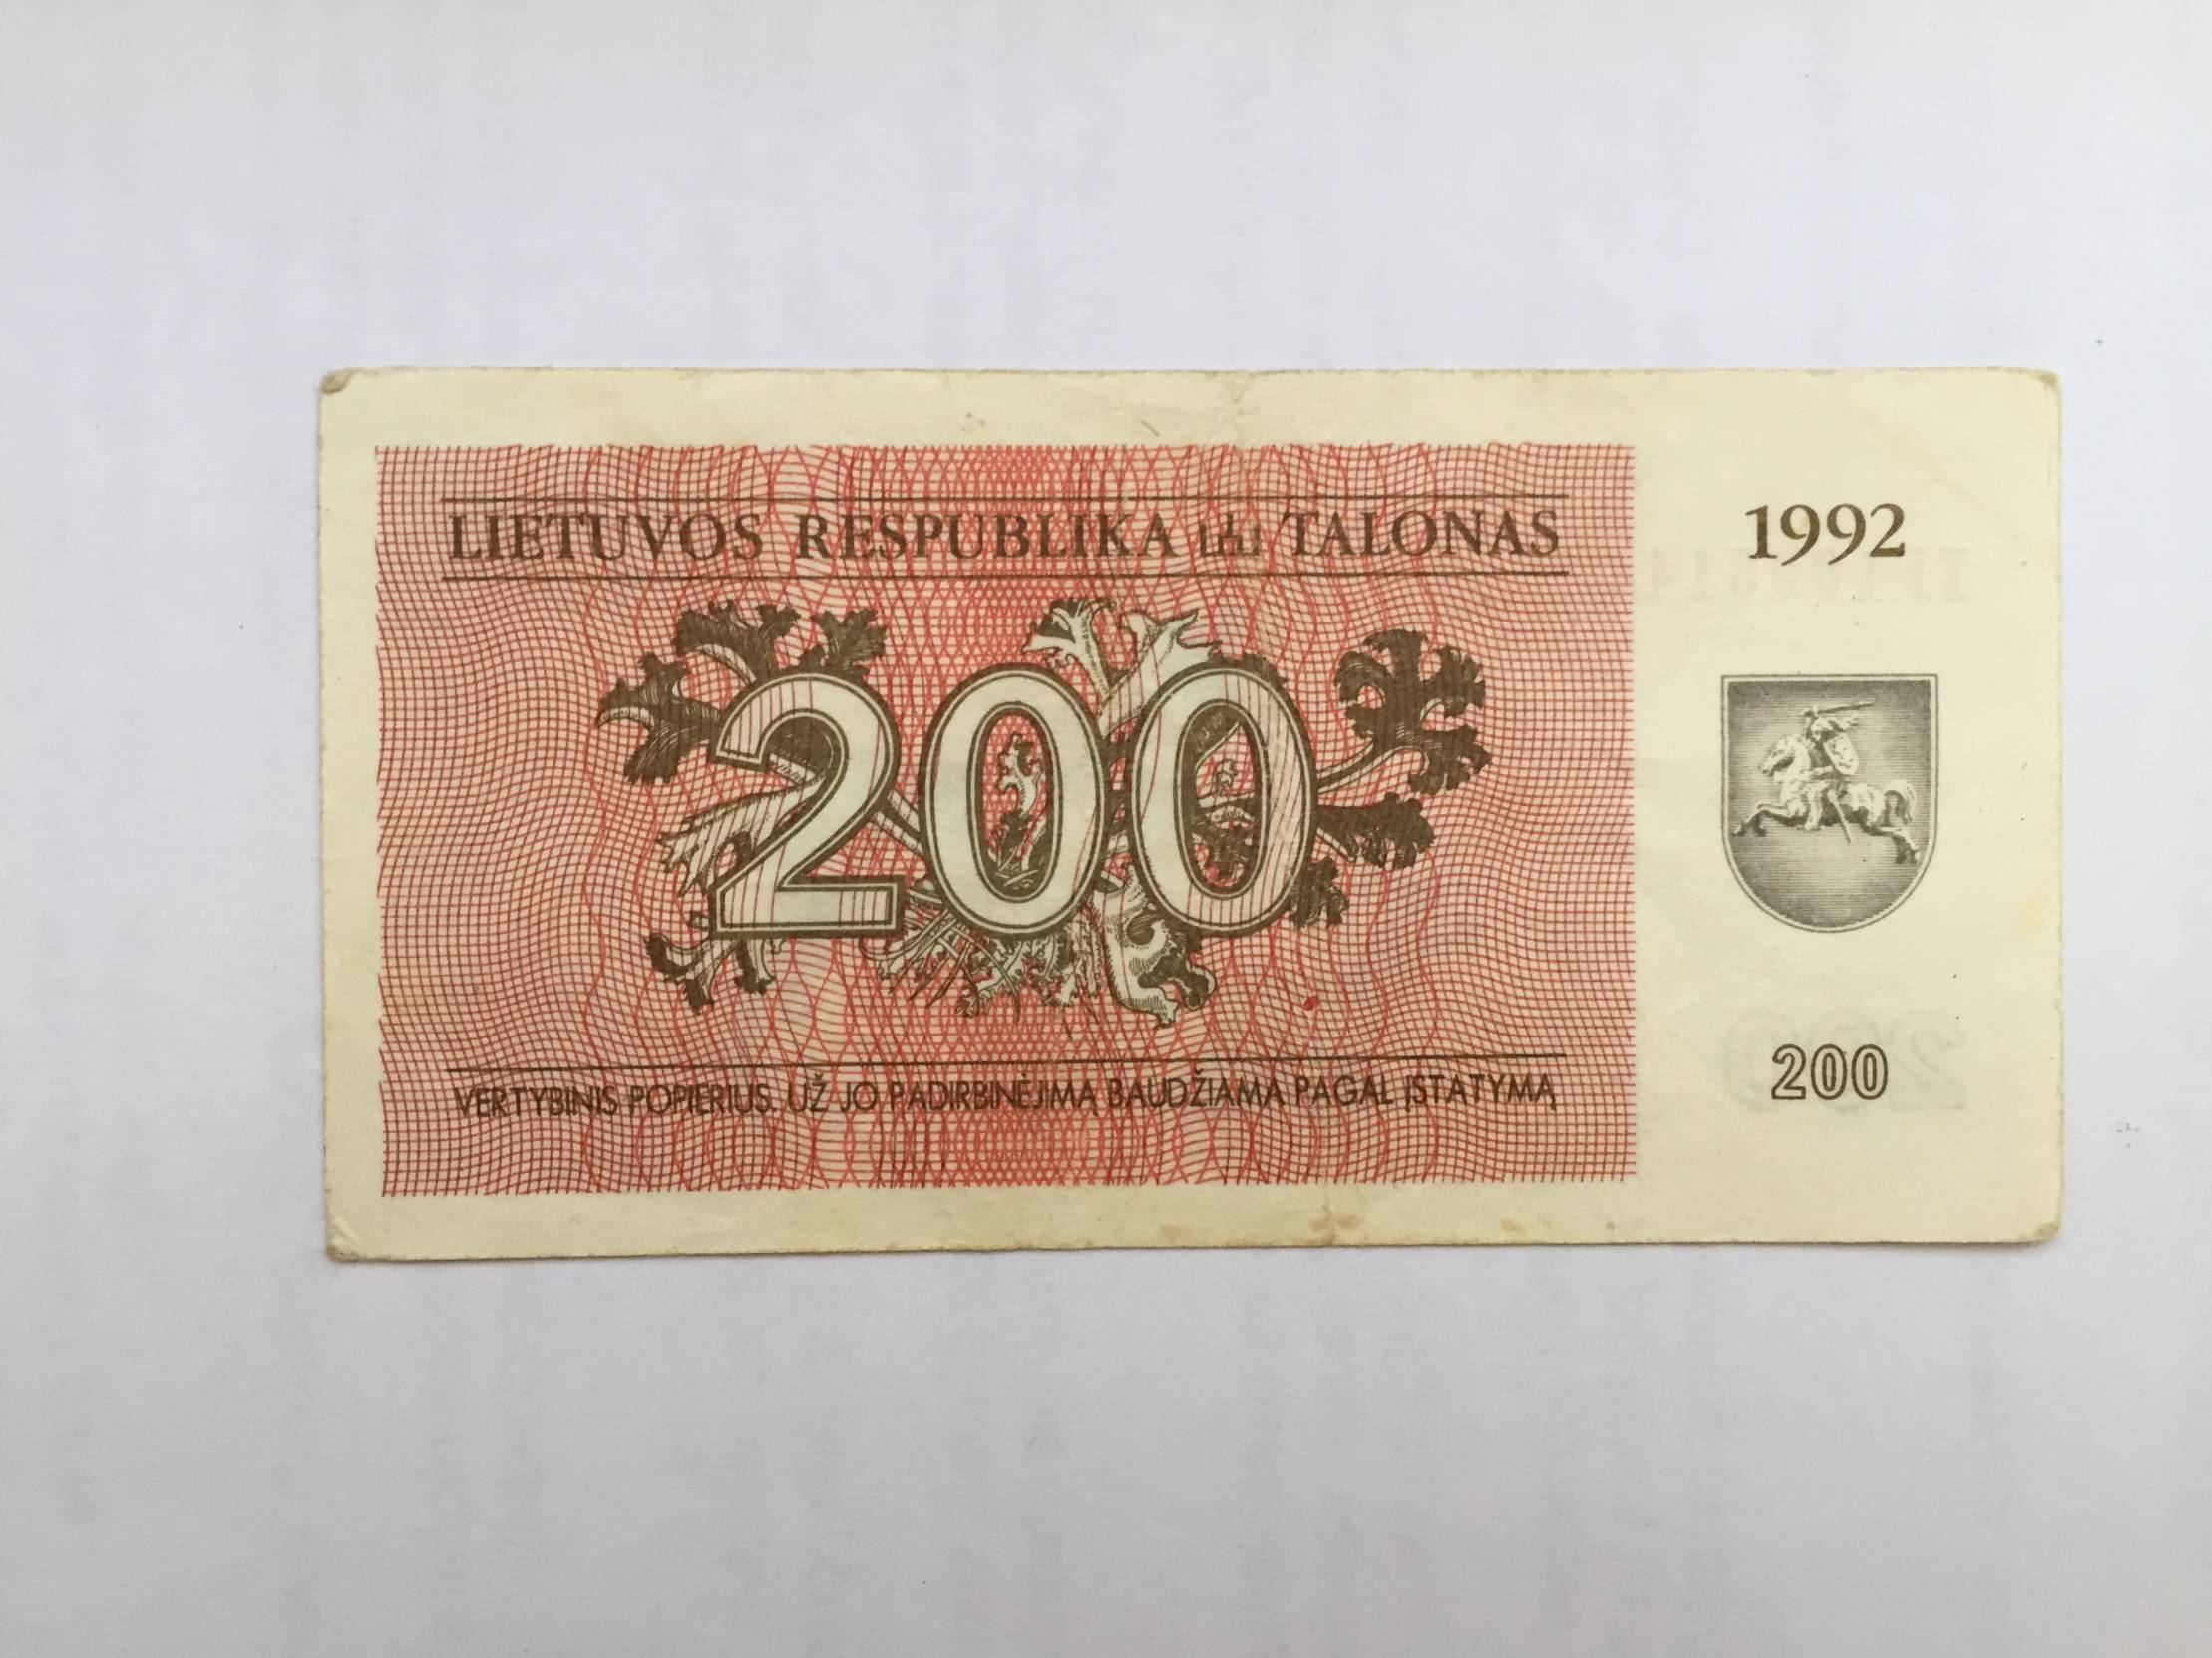 LIETUVOS RESPUBLIKA TALONAS
1992
200
200
VERTYBINIS POPIERIUS. UŽ JO PADIRBINĖJIMĄ BAUDŽIAMA PAGAL ĮSTATYMĄ